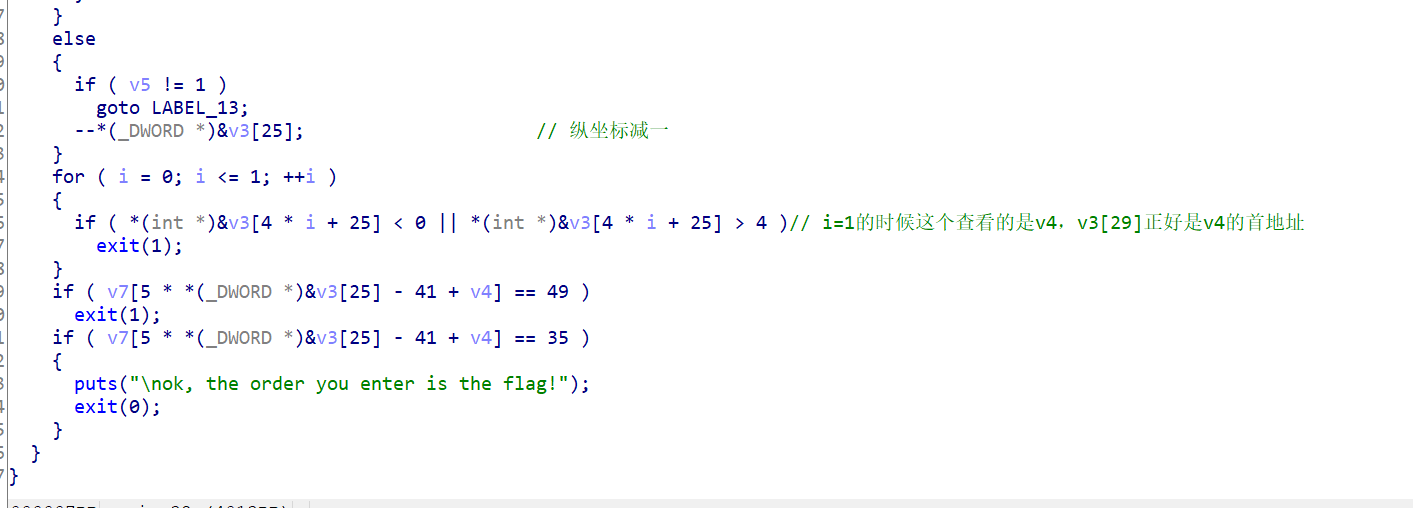 }
else
{
if ( v5 != 1 )
goto LABEL_13;
--*(_DWORD *)&v3[25]; // 纵坐标减一
}
for ( i = 0; i <= 1; ++i )
{
if ( *(int *)&v3[4 * i + 25] < 0 || *(int *)&v3[4 * i + 25] > 4 )// i=1的时候这个查看的是v4，v3[29]正好是v4的首地址
exit(1);
}
if ( v7[5 * *(_DWORD *)&v3[25] - 41 + v4] == 49 )
exit(1);
if ( v7[5 * *(_DWORD *)&v3[25] - 41 + v4] == 35 )
{
puts("\nok, the order you enter is the flag!");
exit(0);
}
}
}